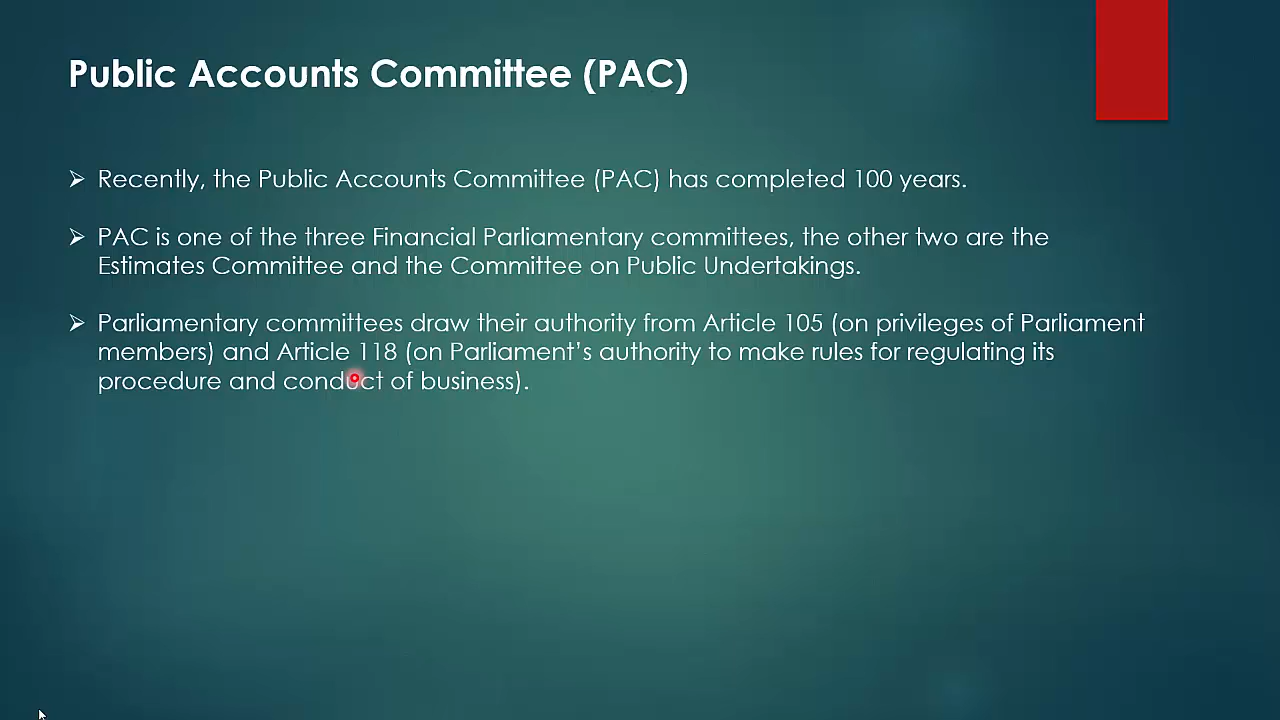 Public Accounts Committee (PAC)
Recently, the Public Accounts Committee (PAC) has completed 100 years.
PAC is one of the three Financial Parliamentary committees, the other two are the
Estimates Committee and the Committee on Public Undertakings.
Parliamentary committees draw their authority from Article 105 (on privileges of Parliament
members) and Article 118 (on Parliament’s authority to make rules for regulating its
procedure and conduct of business).